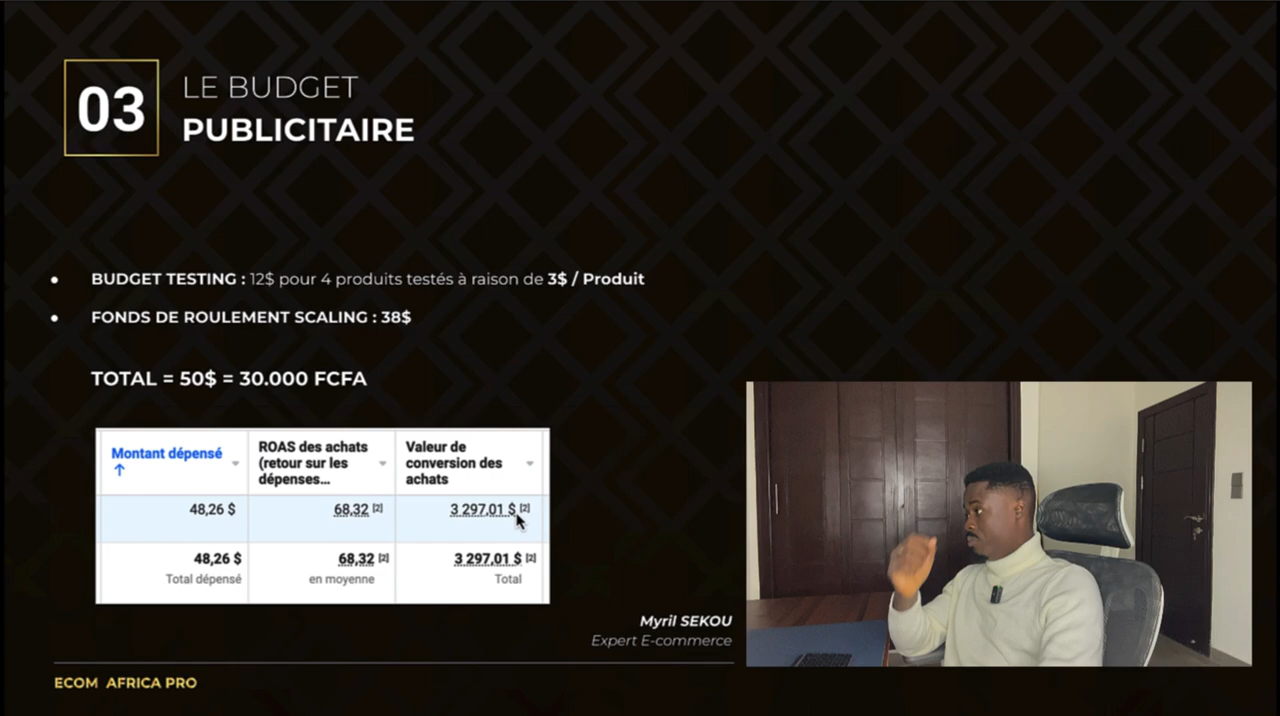 03
LE BUDGET
PUBLICITAIRE
• BUDGET TESTING : 12$ pour 4 produits testés à raison de 3$ / Produit
• FONDS DE ROULEMENT SCALING : 38$
TOTAL = 50$ = 30.000 FCFA
Montant dépensé ↑
ROAS des achats
(retour sur les
dépenses...
Valeur de
conversion des
achats
48,26 $ 68,32 [2] 3 297,01 $ [2]
48,26 $ 68,32 [2] 3 297,01 $ [2]
Total dépensé en moyenne Total
Myril SEKOU
Expert E-commerce
ECOM AFRICA PRO